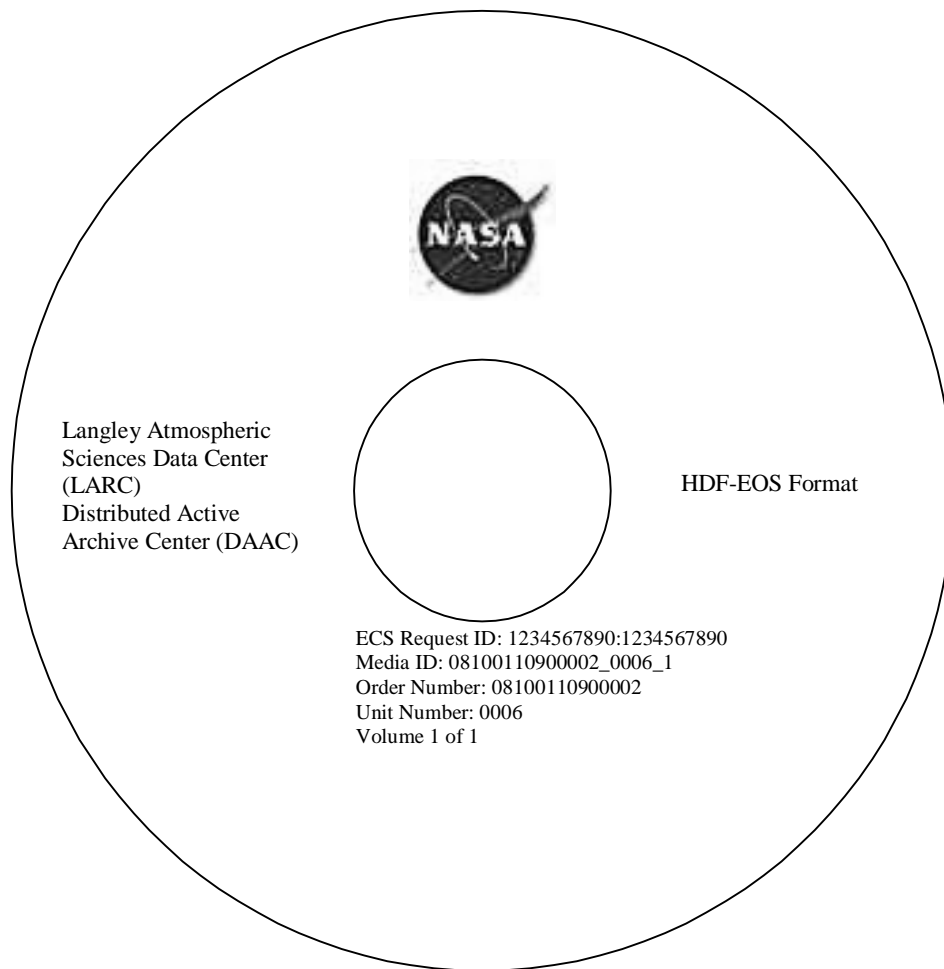 NASA
Langley Atmospheric
Sciences Data Center
(LARC)
Distributed Active
Archive Center (DAAC)
HDF-EOS Format
ECS Request ID: 1234567890:1234567890
Media ID: 08100110900002_0006_1
Order Number: 08100110900002
Unit Number: 0006
Volume 1 of 1